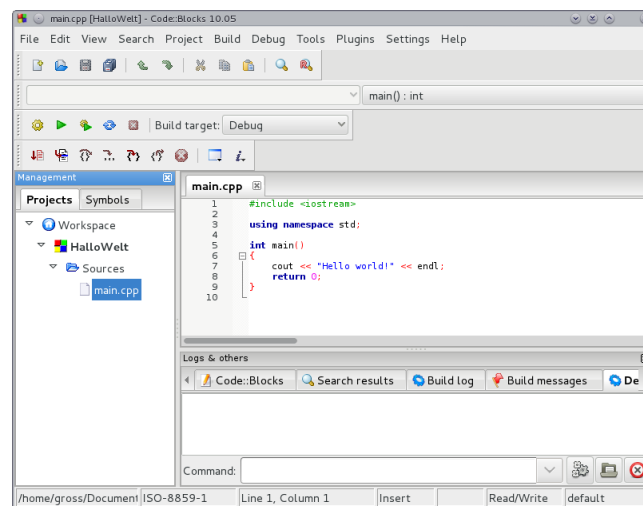 main.cpp [HalloWelt] - Code::Blocks 10.05
File Edit View Search Project Build Debug Tools Plugins Settings Help
main() : int
Build target: Debug
Management
Projects Symbols
Workspace
HalloWelt
Sources
main.cpp
main.cpp
1 #include <iostream>
2
3 using namespace std;
4
5 int main()
6 {
7 cout << "Hello world!" << endl;
8 return 0;
9 }
10
Logs & others
Code::Blocks Search results Build log Build messages De
Command:
/home/gross/Document ISO-8859-1 Line 1, Column 1 Insert Read/Write default